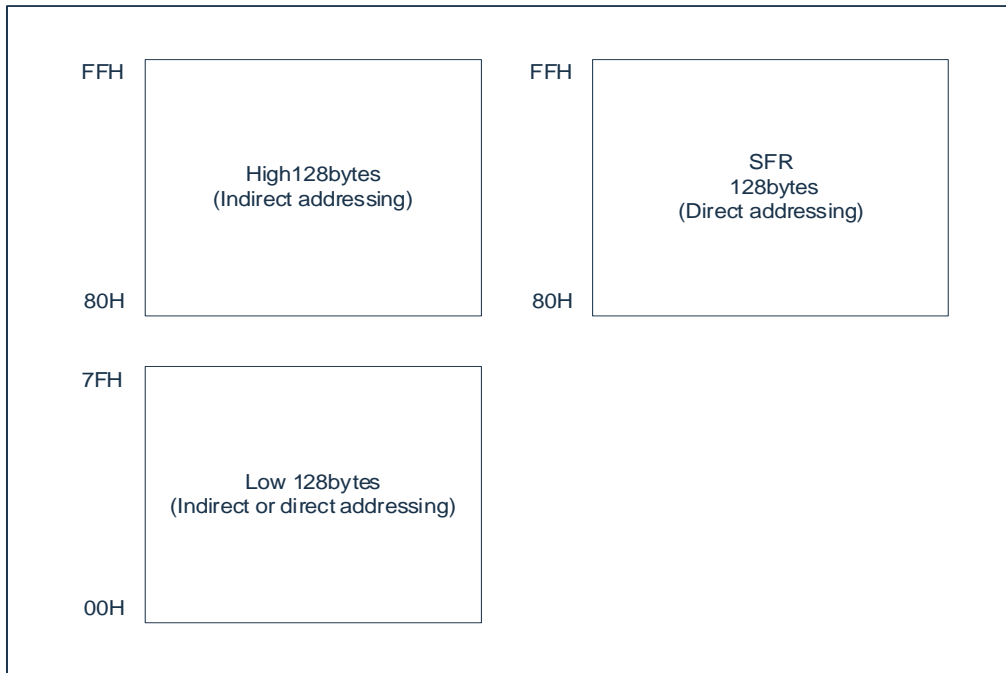 FFH
High128bytes
(Indirect addressing)
80H
FFH
SFR
128bytes
(Direct addressing)
80H
7FH
Low 128bytes
(Indirect or direct addressing)
00H